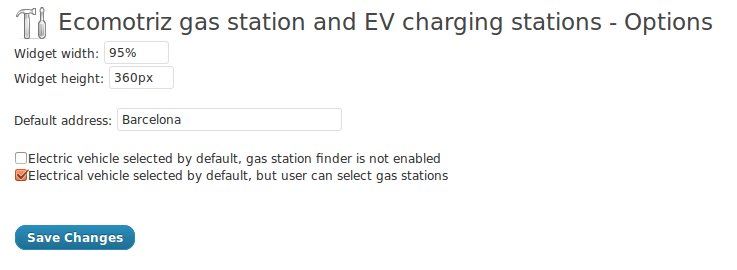 Ecomotriz gas station and EV charging stations - Options
Widget width: 95%
Widget height: 360px
Default address: Barcelona
Electric vehicle selected by default, gas station finder is not enabled
Electrical vehicle selected by default, but user can select gas stations
Save Changes